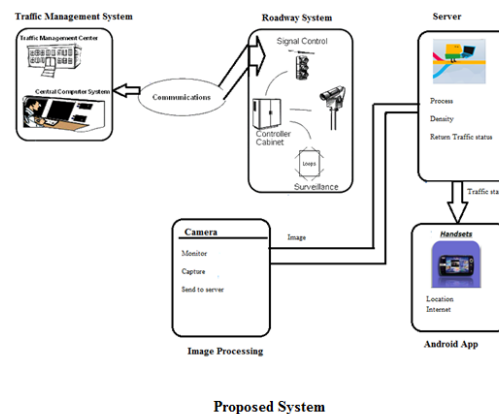 Traffic Management System
Traffic Management Center
Central Computer System
Communications
Roadway System
Signal Control
Controller
Cabinet
Loops
Surveillance
Server
Process
Density
Return Traffic status
Traffic stat
Camera
Monitor
Capture
Send to server
Image
Image Processing
Handsets
Location
Internet
Android App
Proposed System